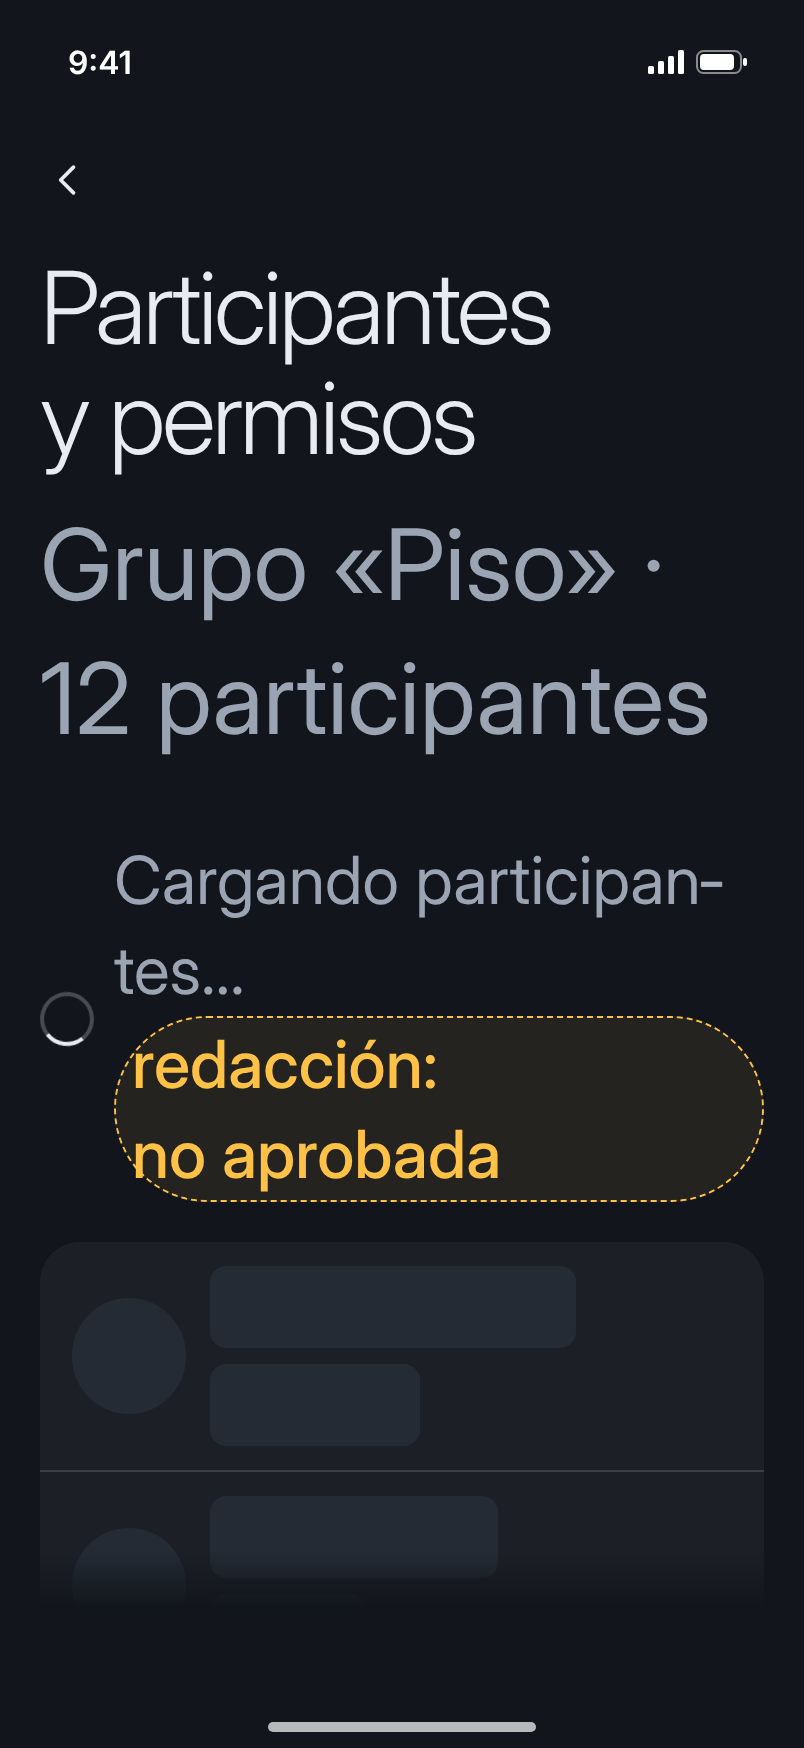 9:41
Participantes
y permisos
Grupo «Piso» ·
12 participantes
Cargando participan-
tes...
redacción:
no aprobada